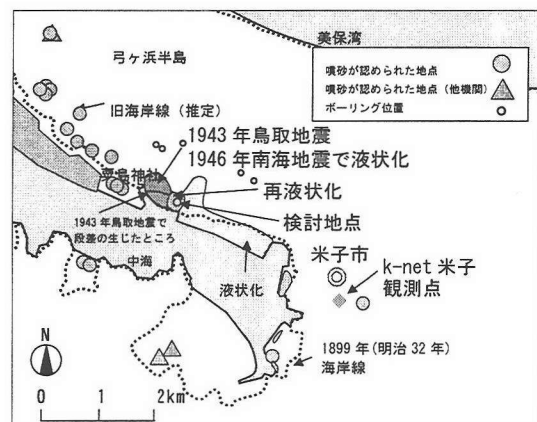 美保湾
弓ヶ浜半島
噴砂が認められた地点
噴砂が認められた地点(他機関)
ボーリング位置
旧海岸線(推定)
1943年鳥取地震
1946年南海地震で液状化
粟島神社
再液状化
検討地点
1943年鳥取地震で
段差の生じたところ
中海
米子市
k-net 米子
観測点
液状化
1899年(明治32年)
海岸線
N
0 1 2km